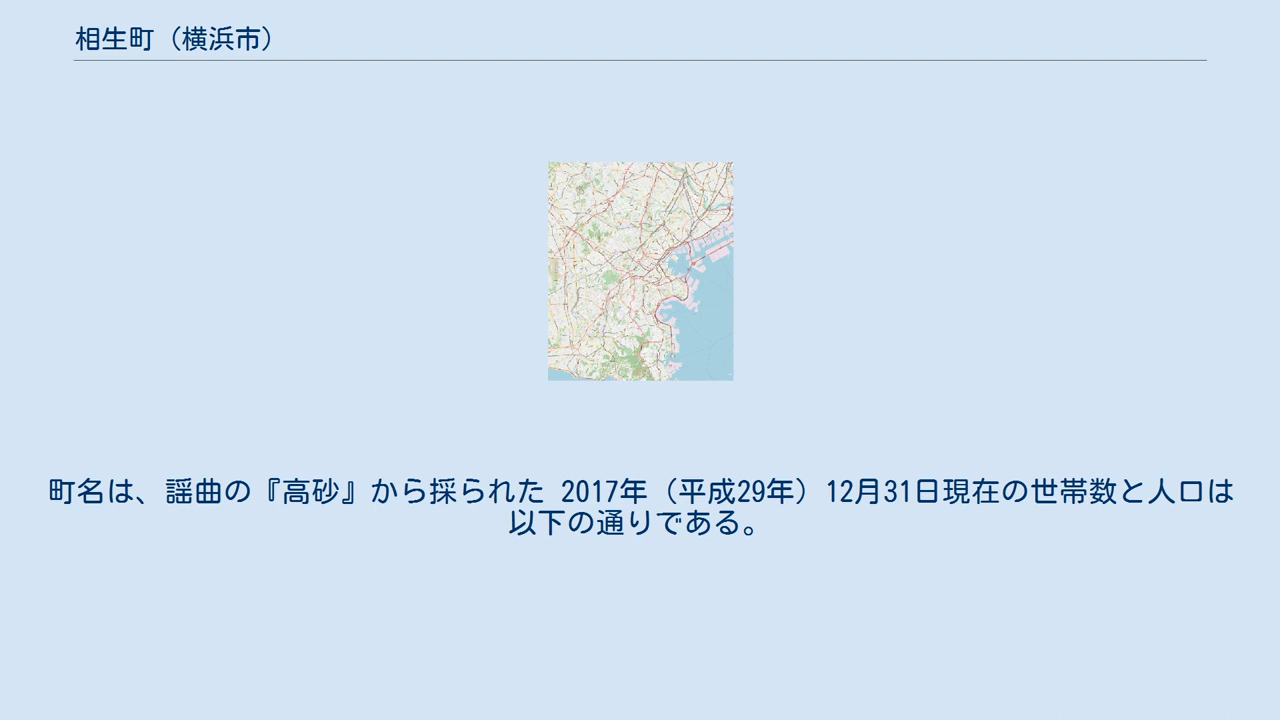 相生町（横浜市）
町名は、謡曲の『高砂』から採られた 2017年（平成29年）12月31日現在の世帯数と人口は
以下の通りである。